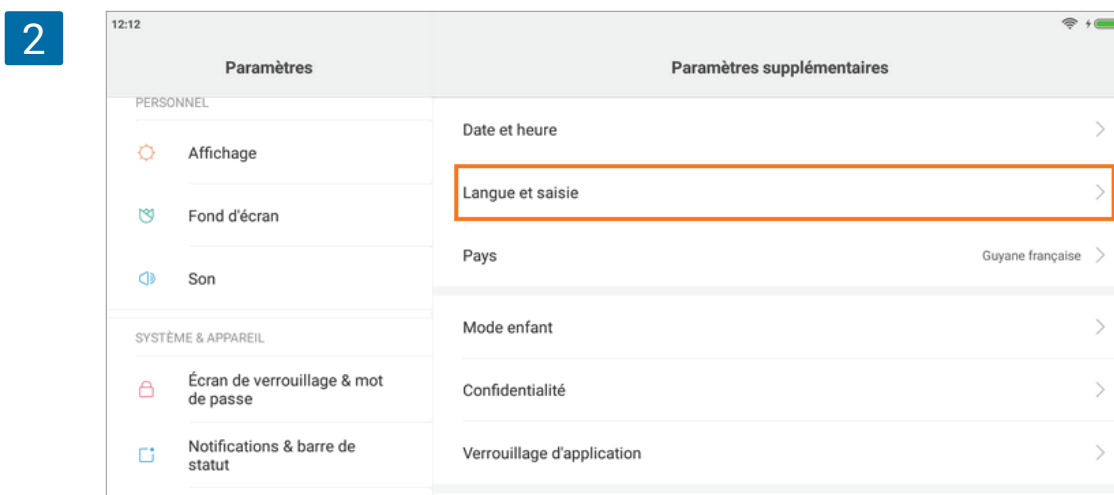 2
12:12
Paramètres
Paramètres supplémentaires
PERSONNEL
Affichage
Fond d'écran
Son
SYSTÈME & APPAREIL
Écran de verrouillage & mot
de passe
Notifications & barre de
statut
Date et heure
Langue et saisie
Pays Guyane française
Mode enfant
Confidentialité
Verrouillage d'application